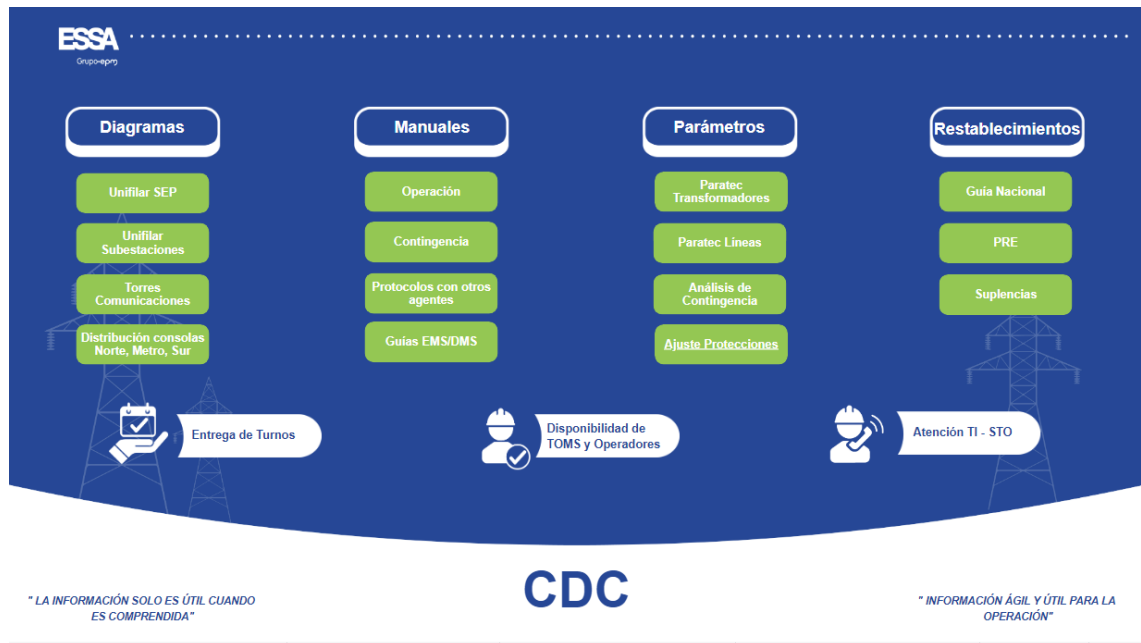 ESSA
Grupo·epm
Diagramas
Unifilar SEP
Unifilar
Subestaciones
Torres
Comunicaciones
Distribución consolas
Norte, Metro, Sur
Manuales
Operación
Contingencia
Protocolos con otros
agentes
Guías EMS/DMS
Parámetros
Paratec
Transformadores
Paratec Líneas
Análisis de
Contingencia
Ajuste Protecciones
Restablecimientos
Guía Nacional
PRE
Suplencias
Entrega de Turnos
Disponibilidad de
TOMS y Operadores
Atención TI - STO
CDC
" LA INFORMACIÓN SOLO ES ÚTIL CUANDO
ES COMPRENDIDA"
" INFORMACIÓN ÁGIL Y ÚTIL PARA LA
OPERACIÓN"